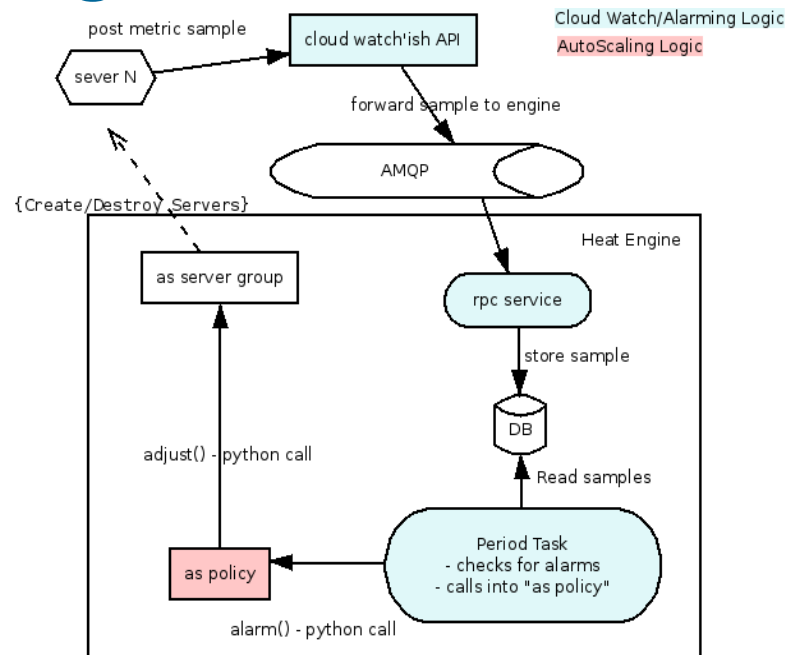 Cloud Watch/Alarming Logic
AutoScaling Logic
post metric sample
cloud watch'ish API
sever N
forward sample to engine
AMQP
{Create/Destroy Servers}
Heat Engine
as server group
rpc service
store sample
DB
adjust() - python call
Read samples
Period Task
- checks for alarms
- calls into "as policy"
as policy
alarm() - python call